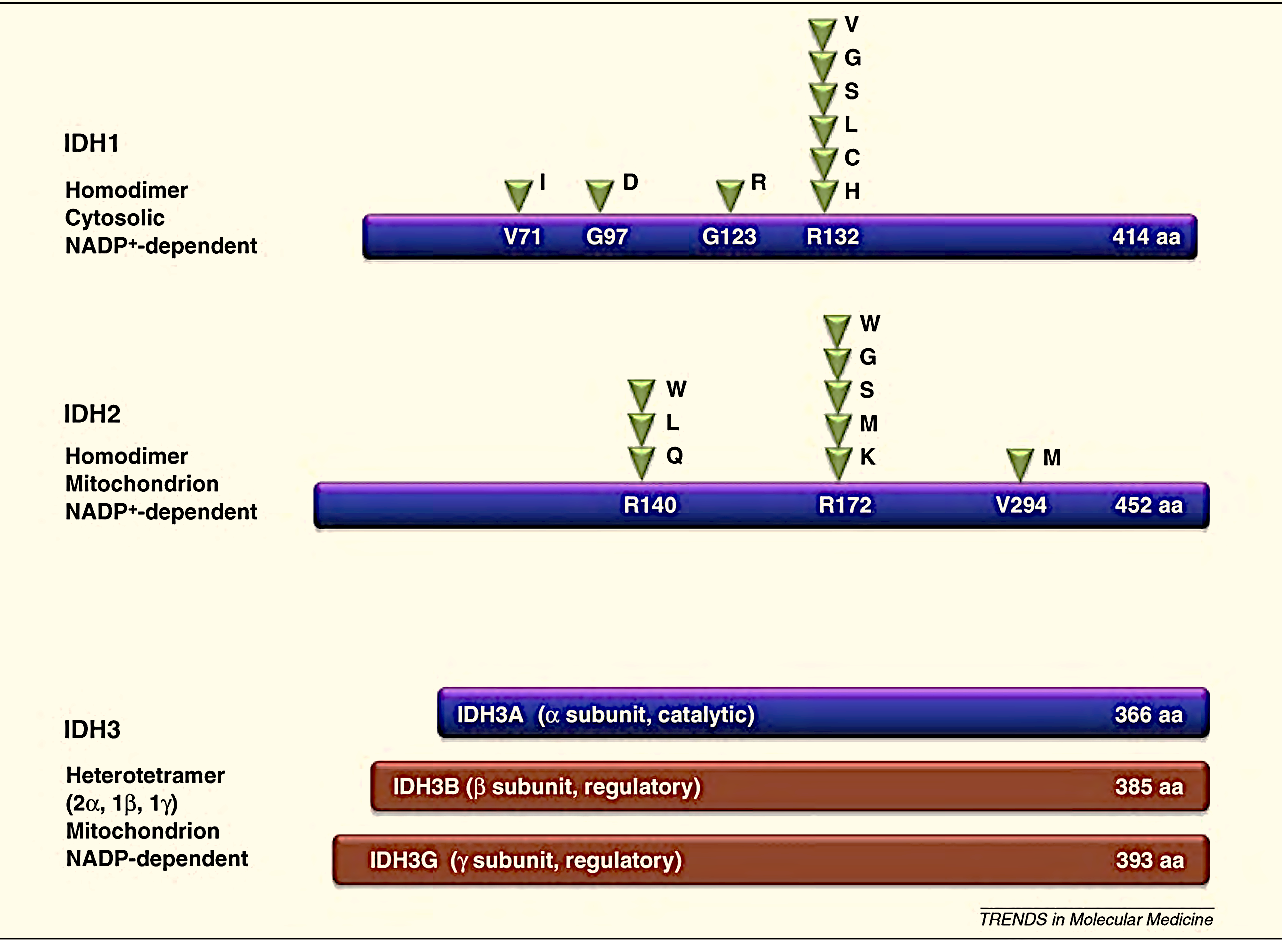 V
G
S
L
C
H
I
D
R
IDH1
Homodimer
Cytosolic
NADP⁺-dependent
V71 G97 G123 R132 414 aa
W
G
S
M
K
W
L
Q
M
IDH2
Homodimer
Mitochondrion
NADP⁺-dependent
R140 R172 V294 452 aa
IDH3
Heterotetramer
(2α, 1β, 1γ)
Mitochondrion
NADP-dependent
IDH3A (α subunit, catalytic) 366 aa
IDH3B (β subunit, regulatory) 385 aa
IDH3G (γ subunit, regulatory) 393 aa
TRENDS in Molecular Medicine